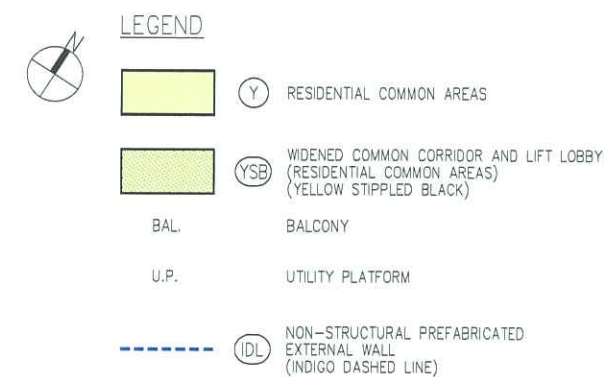 N
LEGEND
Y RESIDENTIAL COMMON AREAS
YSB WIDENED COMMON CORRIDOR AND LIFT LOBBY
(RESIDENTIAL COMMON AREAS)
(YELLOW STIPPLED BLACK)
BAL. BALCONY
U.P. UTILITY PLATFORM
IDL NON-STRUCTURAL PREFABRICATED
EXTERNAL WALL
(INDIGO DASHED LINE)